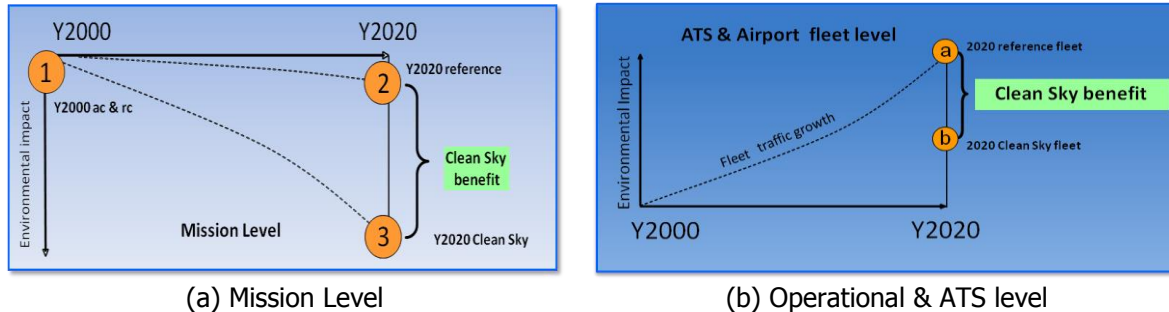 Y2000
Y2020
1
2
Y2020 reference
Y2000 ac & rc
Environmental impact
Clean Sky
benefit
Mission Level
3
Y2020 Clean Sky
(a) Mission Level
ATS & Airport fleet level
a
2020 reference fleet
Environmental Impact
Clean Sky benefit
Fleet traffic growth
b
2020 Clean Sky fleet
Y2000
Y2020
(b) Operational & ATS level